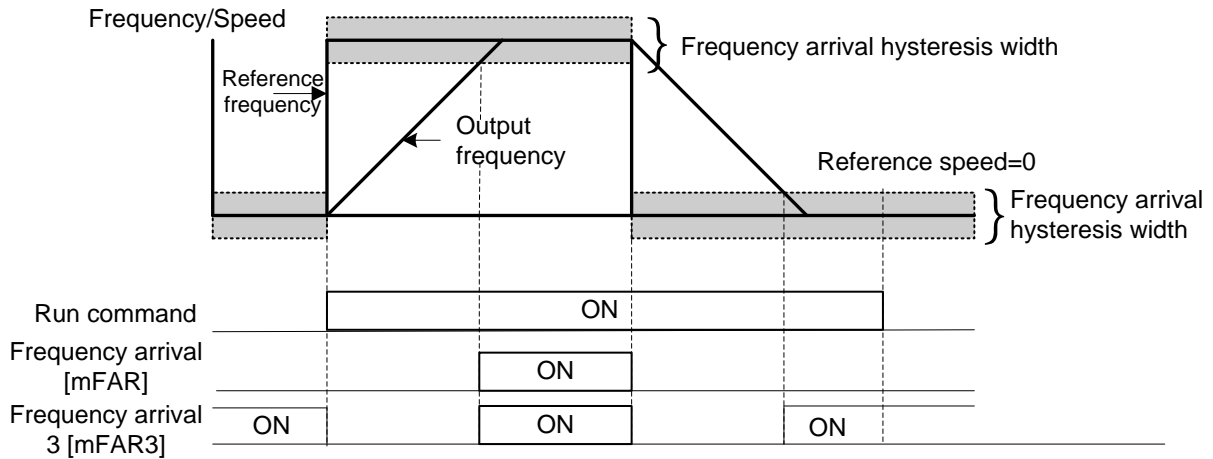 Frequency/Speed
Frequency arrival hysteresis width
Reference
frequency
Output
frequency
Reference speed=0
Frequency arrival
hysteresis width
Run command
ON
Frequency arrival
[mFAR]
ON
Frequency arrival
3 [mFAR3]
ON
ON
ON